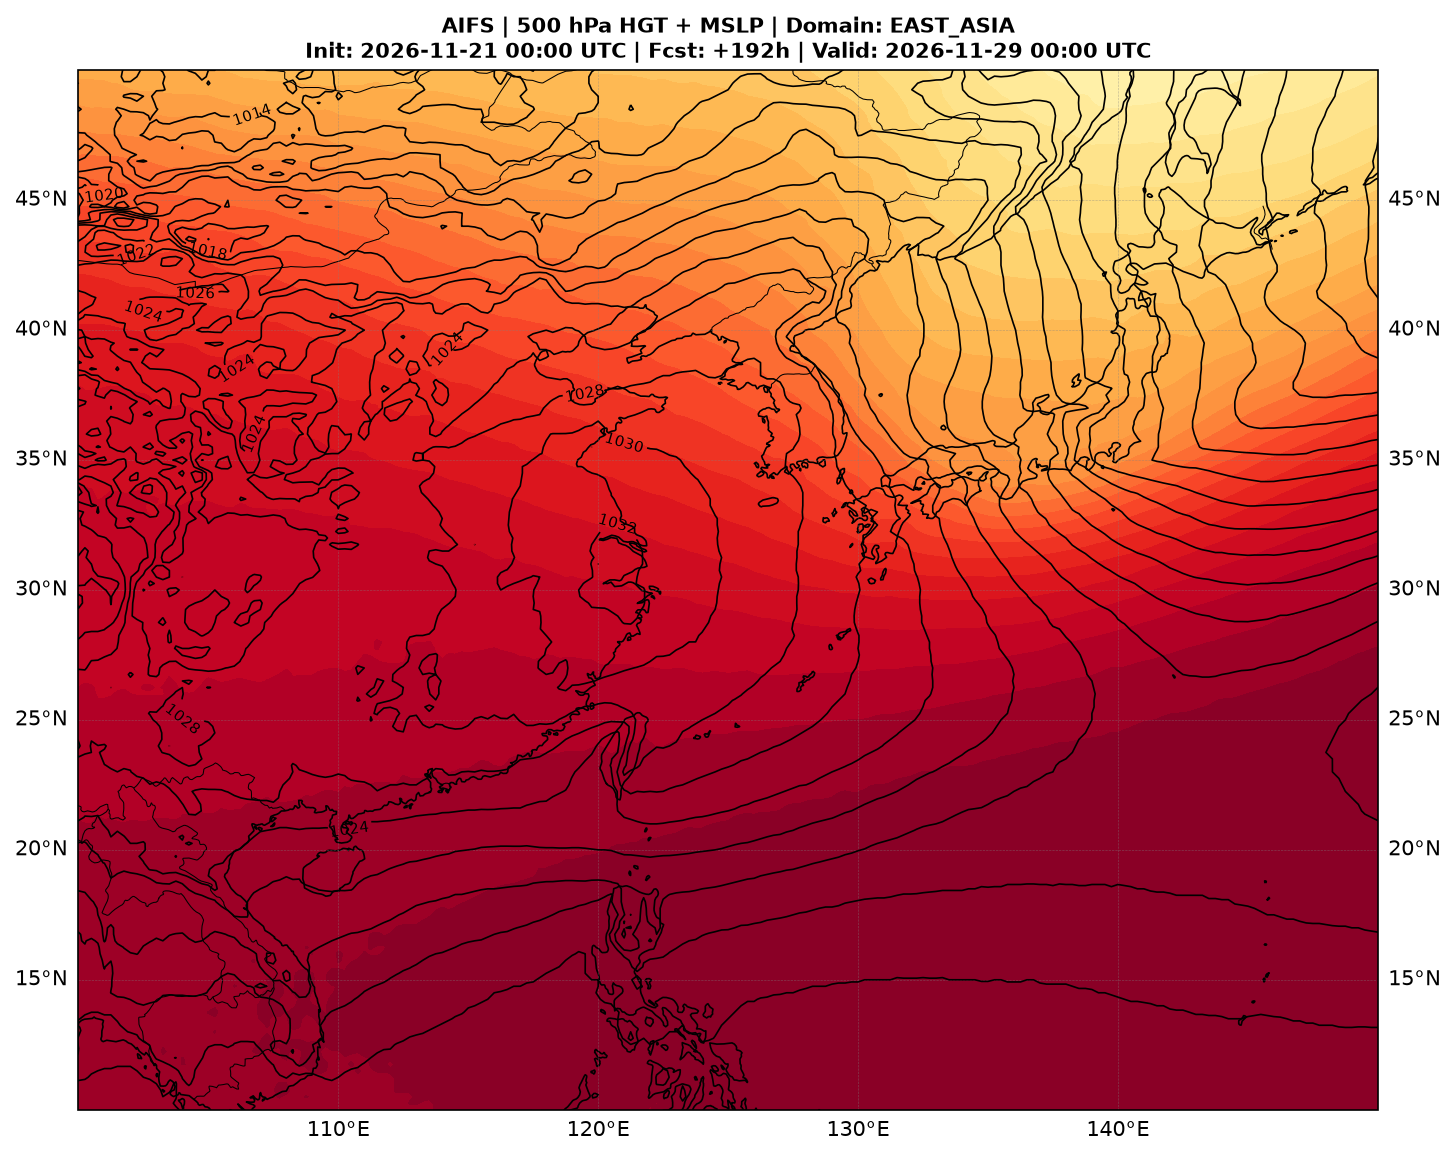 AIFS | 500 hPa HGT + MSLP | Domain: EAST_ASIA
Init: 2026-11-21 00:00 UTC | Fcst: +192h | Valid: 2026-11-29 00:00 UTC
1014
45°N
1020
45°N
1018
1022
1026
1024
40°N
1024
40°N
1024
1028
1024
1030
35°N
35°N
1032
30°N
30°N
1028
25°N
25°N
1024
20°N
20°N
15°N
15°N
110°E
120°E
130°E
140°E